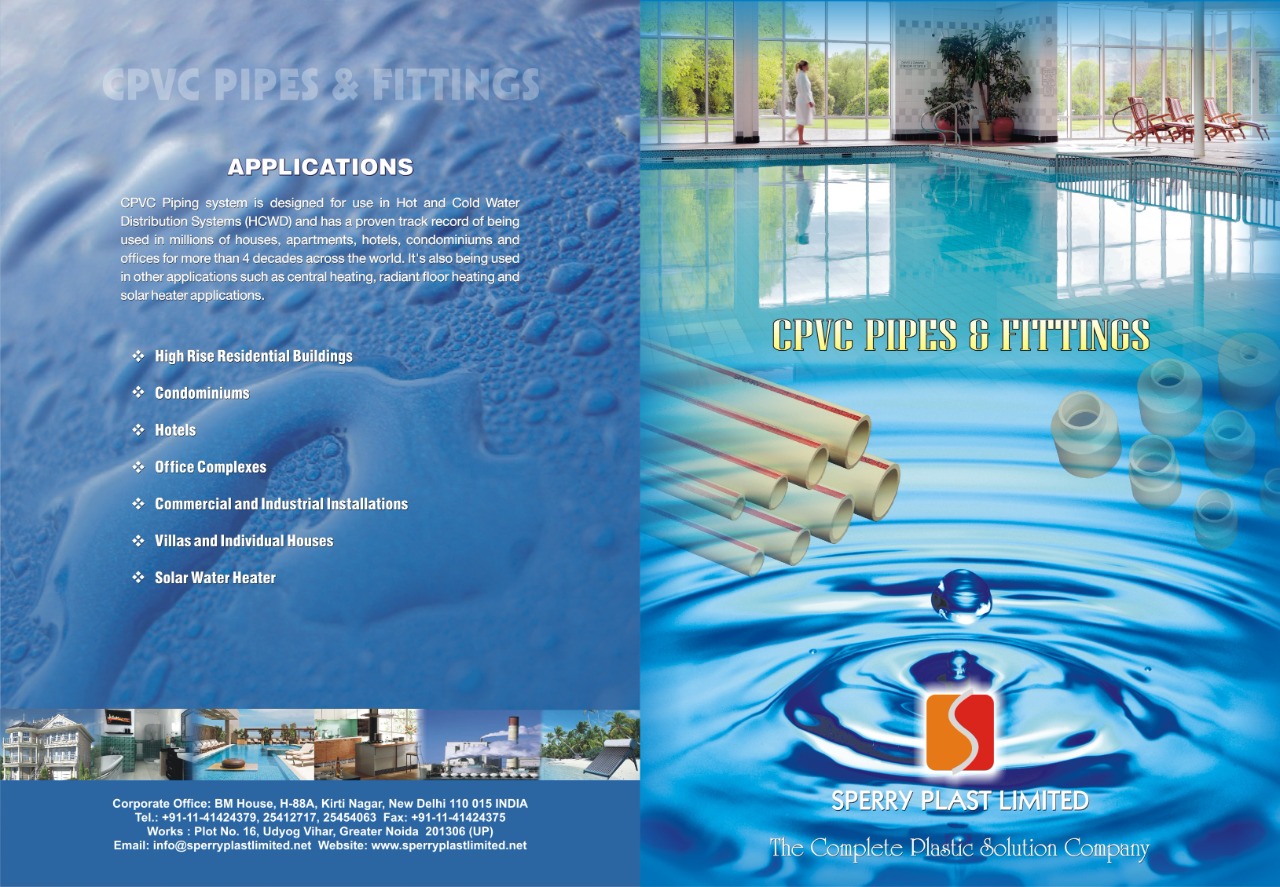 CPVC PIPES & FITTINGS
APPLICATIONS
CPVC Piping system is designed for use in Hot and Cold Water
Distribution Systems (HCWD) and has a proven track record of being
used in millions of houses, apartments, hotels, condominiums and
offices for more than 4 decades across the world. It's also being used
in other applications such as central heating, radiant floor heating and
solar heater applications.
❖ High Rise Residential Buildings
❖ Condominiums
❖ Hotels
❖ Office Complexes
❖ Commercial and Industrial Installations
❖ Villas and Individual Houses
❖ Solar Water Heater
Corporate Office: BM House, H-88A, Kirti Nagar, New Delhi 110 015 INDIA
Tel.: +91-11-41424379, 25412717, 25454063 Fax: +91-11-41424375
Works : Plot No. 16, Udyog Vihar, Greater Noida 201306 (UP)
Email: info@sperryplastlimited.net Website: www.sperryplastlimited.net
CPVC PIPES & FITTINGS
SPERRY PLAST LIMITED
The Complete Plastic Solution Company